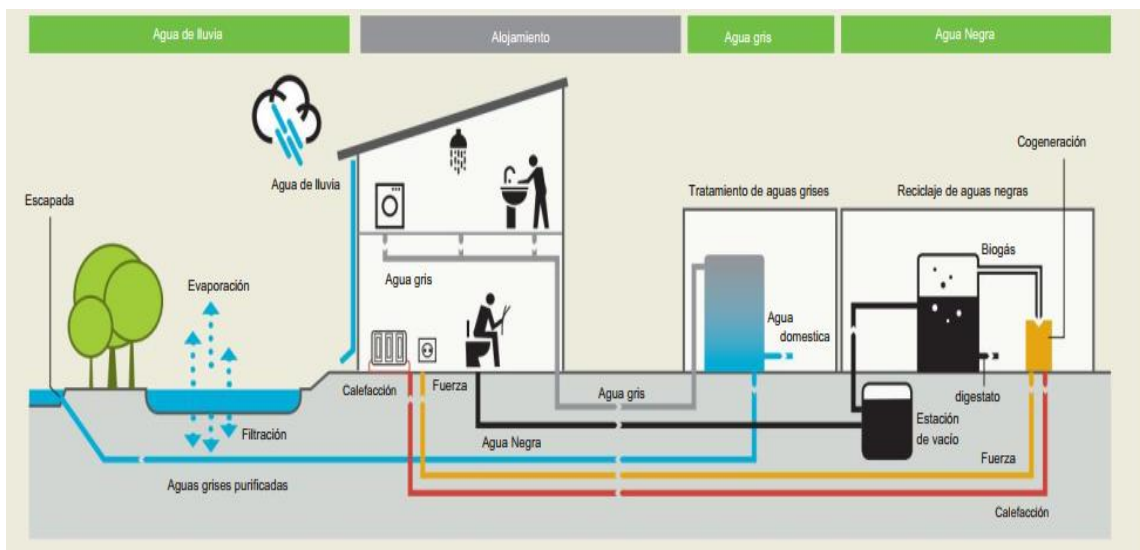 Agua de lluvia
Alojamiento
Agua gris
Agua Negra
Cogeneración
Agua de lluvia
Tratamiento de aguas grises
Reciclaje de aguas negras
Escapada
Biogás
Evaporación
Agua gris
Agua
domestica
Calefacción
Fuerza
Agua gris
digestato
Filtración
Agua Negra
Estación
de vacío
Fuerza
Aguas grises purificadas
Calefacción